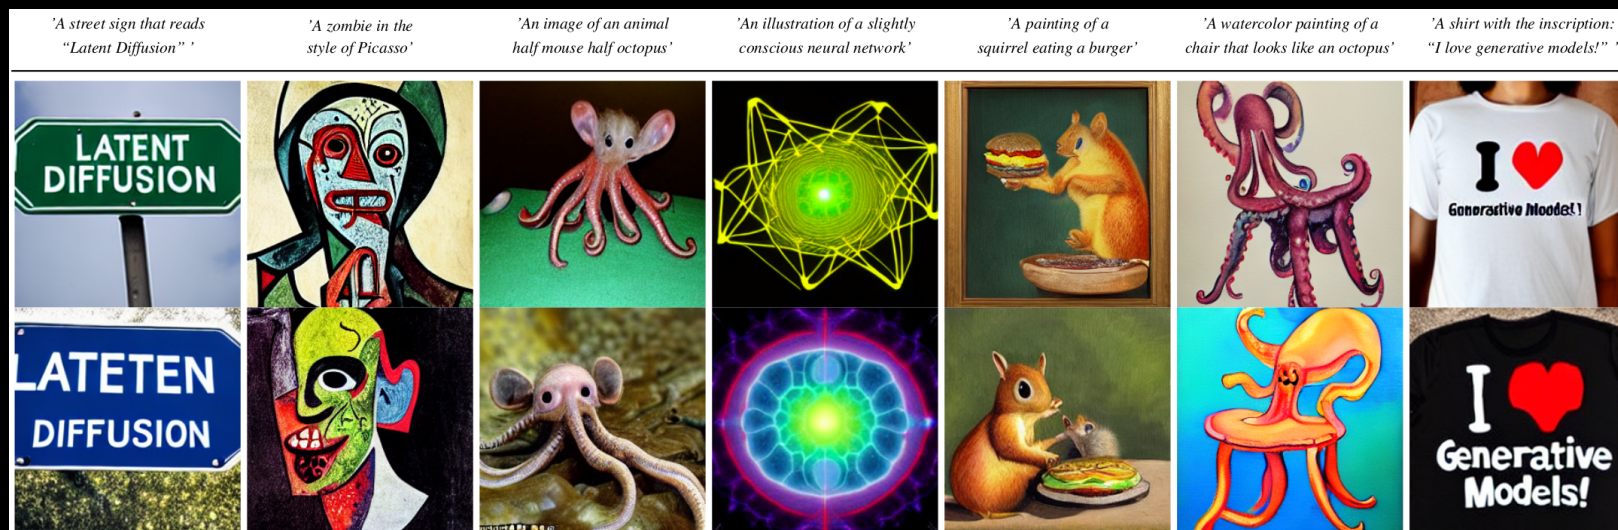 ’A street sign that reads
“Latent Diffusion” ’
’A zombie in the
style of Picasso’
’An image of an animal
half mouse half octopus’
’An illustration of a slightly
conscious neural network’
’A painting of a
squirrel eating a burger’
’A watercolor painting of a
chair that looks like an octopus’
’A shirt with the inscription:
“I love generative models!” ’
LATENT
DIFFUSION
I
LATETEN
DIFFUSION
I
Generative
Models!